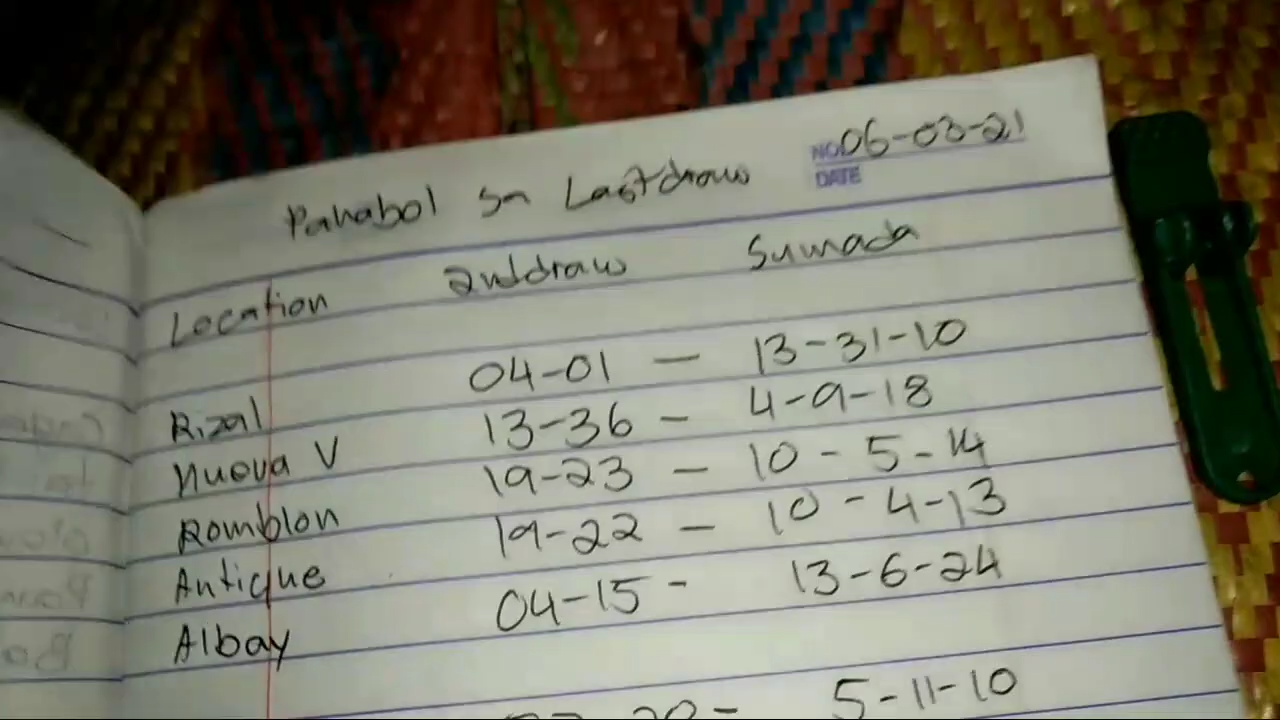 Pahabol sa Lastdraw NO. 06-03-21
DATE
Location 2nddraw Sumada
Rizal 04-01 — 13-31-10
Nueva V 13-36 - 4-9-18
Romblon 19-23 - 10-5-14
Antique 19-22 - 10-4-13
Albay 04-15 - 13-6-24
5-11-10